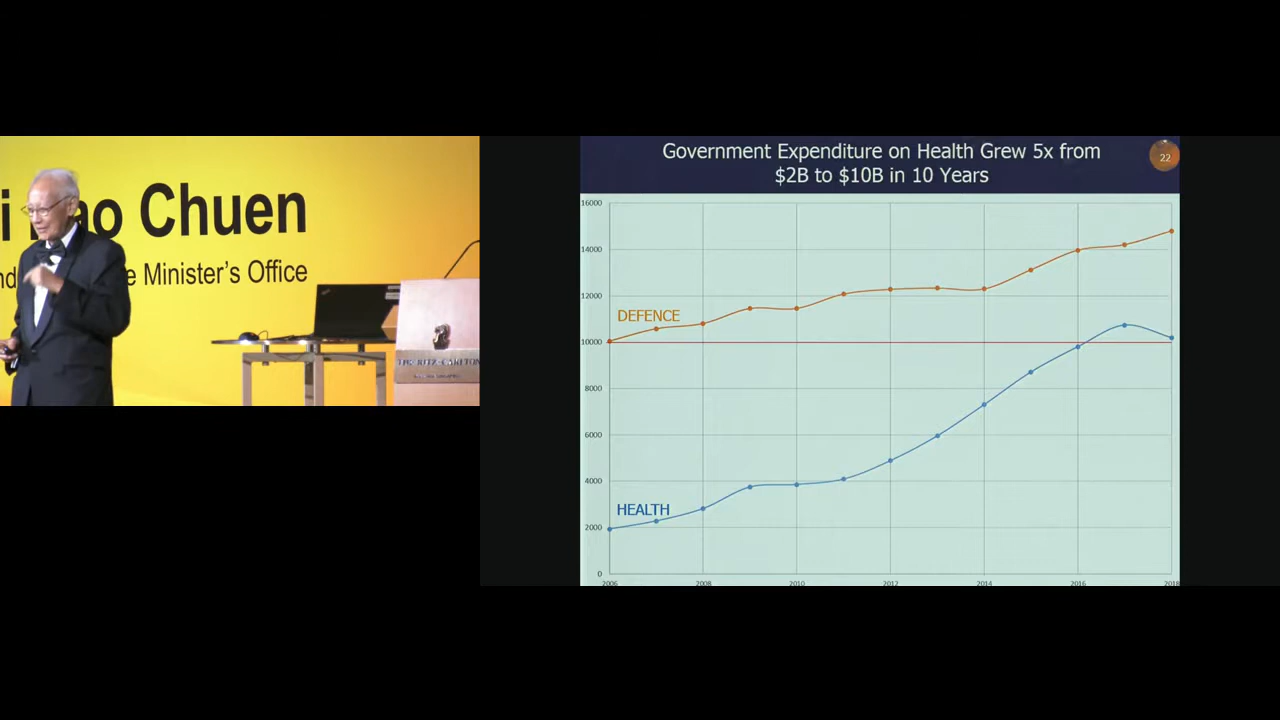 Chuen
Minister's Office
THE RITZ-CARLTON
Government Expenditure on Health Grew 5x from
$2B to $10B in 10 Years
22
16000
14000
12000
DEFENCE
10000
8000
6000
4000
HEALTH
2000
0
2006 2008 2010 2012 2014 2016 2018